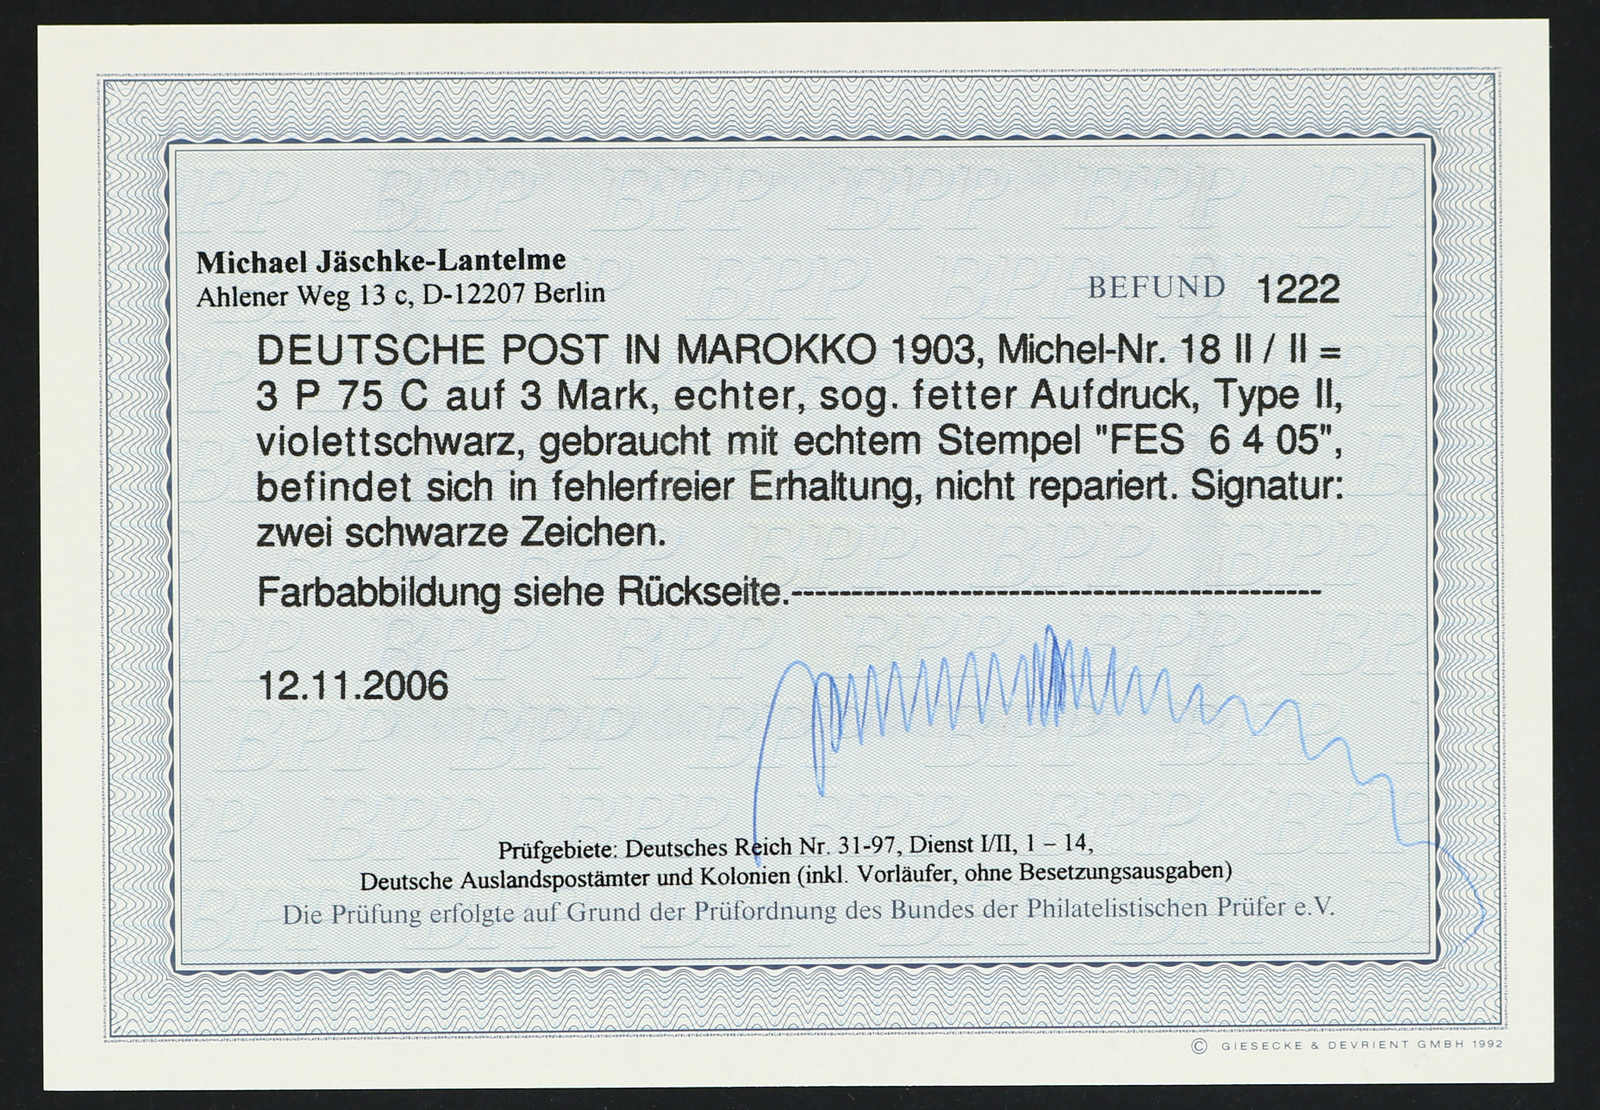 Michael Jäschke-Lantelme
Ahlener Weg 13 c, D-12207 Berlin
BEFUND 1222
DEUTSCHE POST IN MAROKKO 1903, Michel-Nr. 18 II / II =
3 P 75 C auf 3 Mark, echter, sog. fetter Aufdruck, Type II,
violettschwarz, gebraucht mit echtem Stempel "FES 6 4 05",
befindet sich in fehlerfreier Erhaltung, nicht repariert. Signatur:
zwei schwarze Zeichen.
Farbabbildung siehe Rückseite.--------------------------------------------
12.11.2006
Prüfgebiete: Deutsches Reich Nr. 31-97, Dienst I/II, 1 – 14,
Deutsche Auslandspostämter und Kolonien (inkl. Vorläufer, ohne Besetzungsausgaben)
Die Prüfung erfolgte auf Grund der Prüfordnung des Bundes der Philatelistischen Prüfer e.V.
© GIESECKE & DEVRIENT GMBH 1992